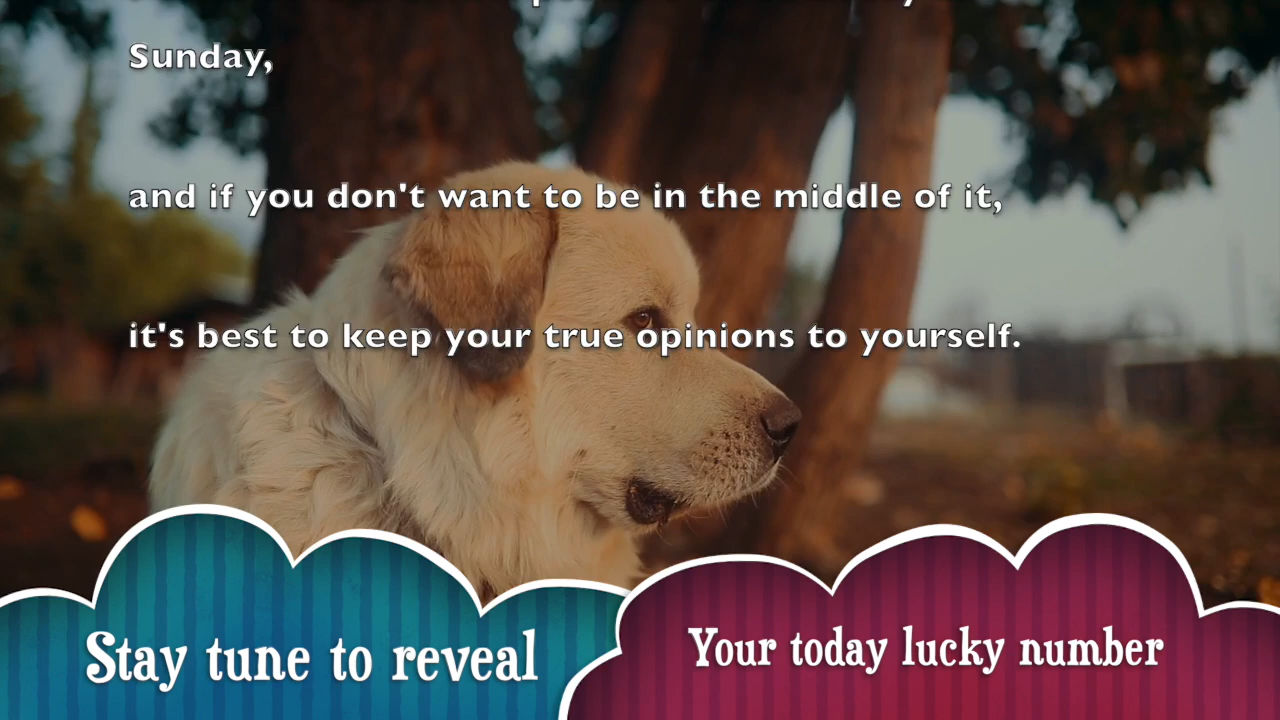 Sunday,
and if you don't want to be in the middle of it,
it's best to keep your true opinions to yourself.
Stay tune to reveal
Your today lucky number